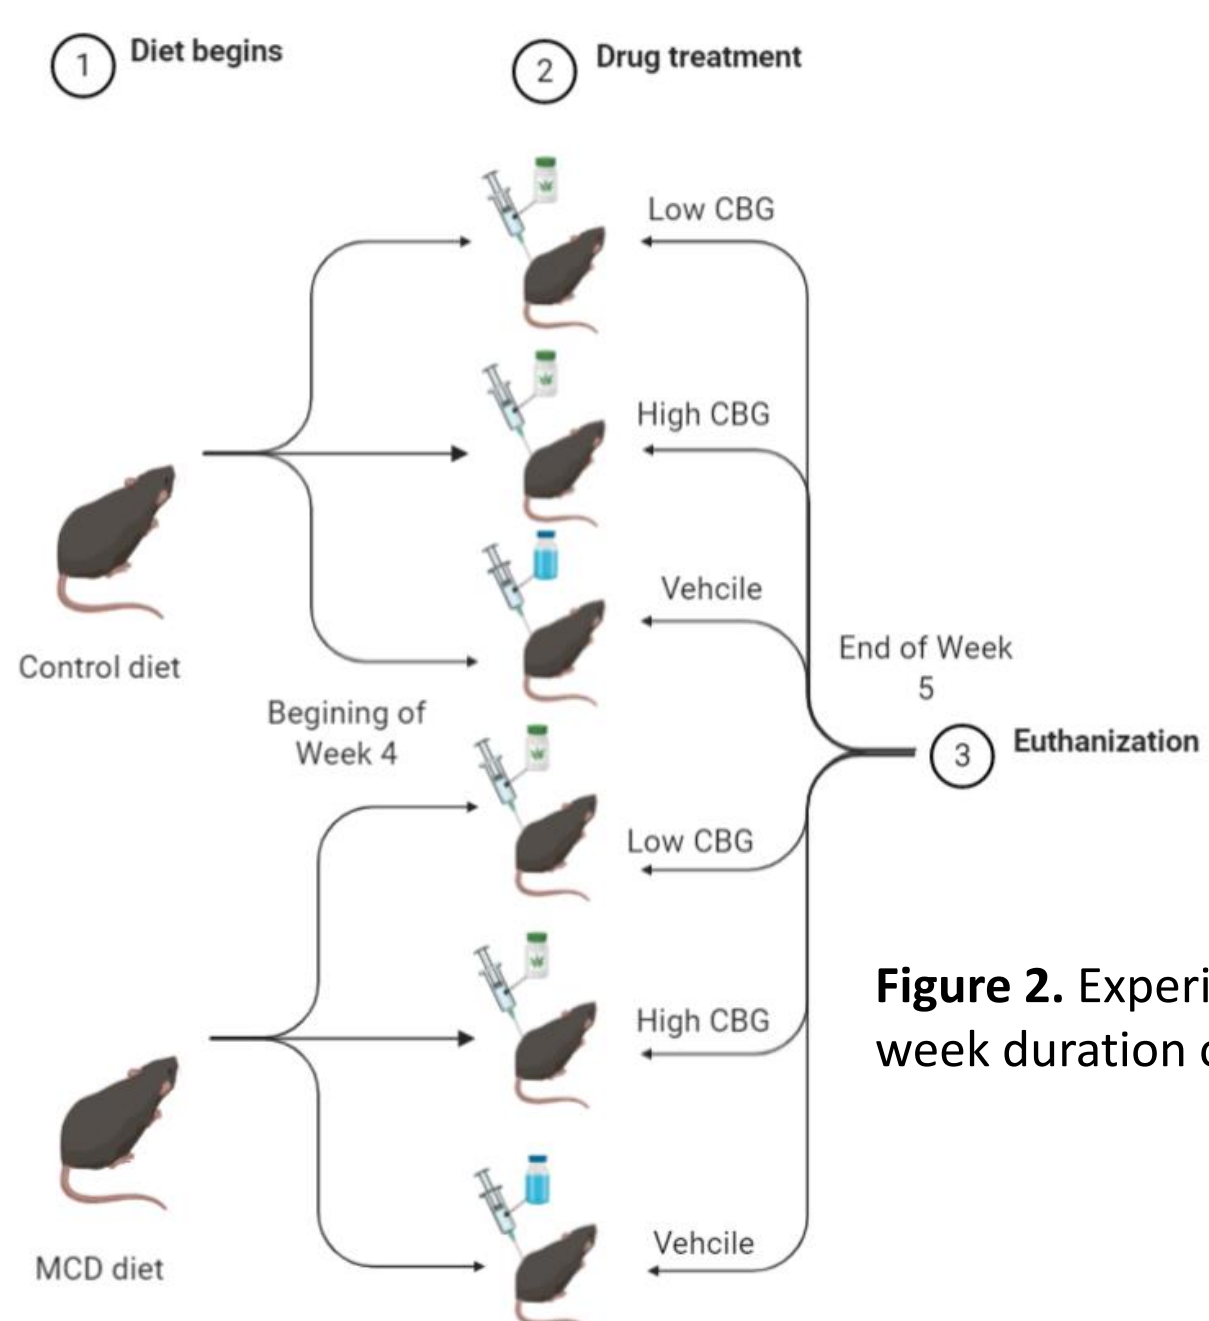 1 Diet begins
2 Drug treatment
Low CBG
High CBG
Vehcile
Control diet
Begining of
Week 4
End of Week
5
3 Euthanization
Low CBG
High CBG
Figure 2. Experi
week duration
Vehcile
MCD diet